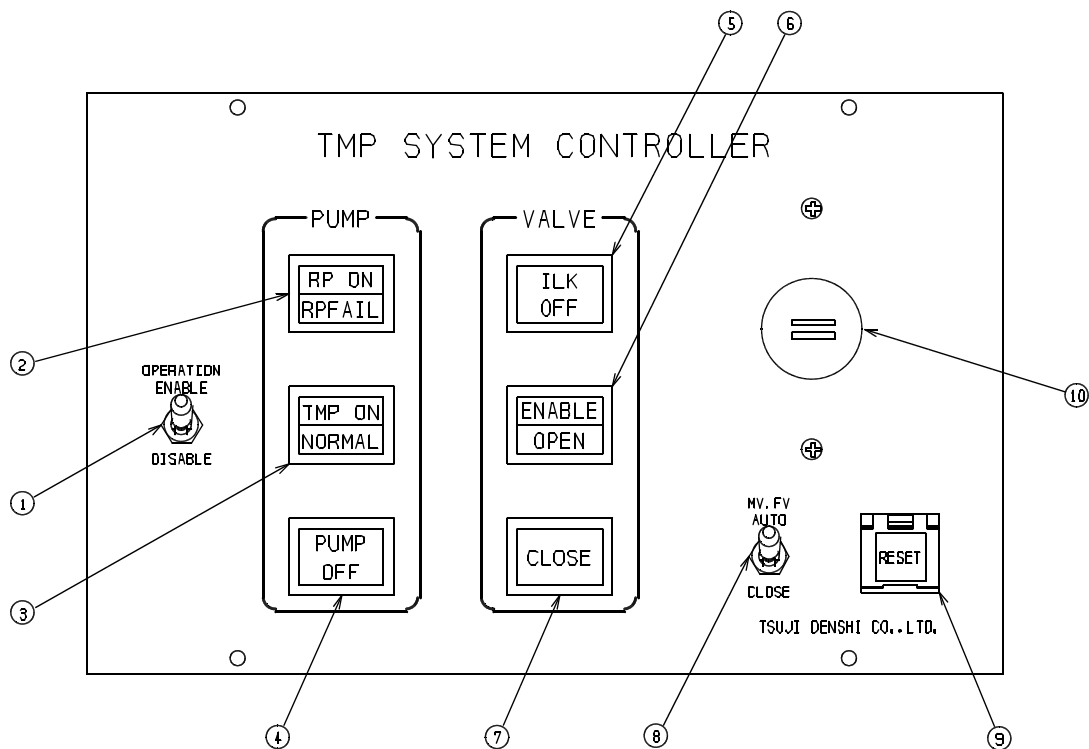 5
6
TMP SYSTEM CONTROLLER
PUMP
VALVE
RP ON
RPFAIL
ILK
OFF
2
OPERATION
ENABLE
DISABLE
TMP ON
NORMAL
ENABLE
OPEN
10
1
PUMP
OFF
CLOSE
MV.FV
AUTO
CLOSE
RESET
3
TSUJI DENSHI CO.,LTD.
4
7
8
9